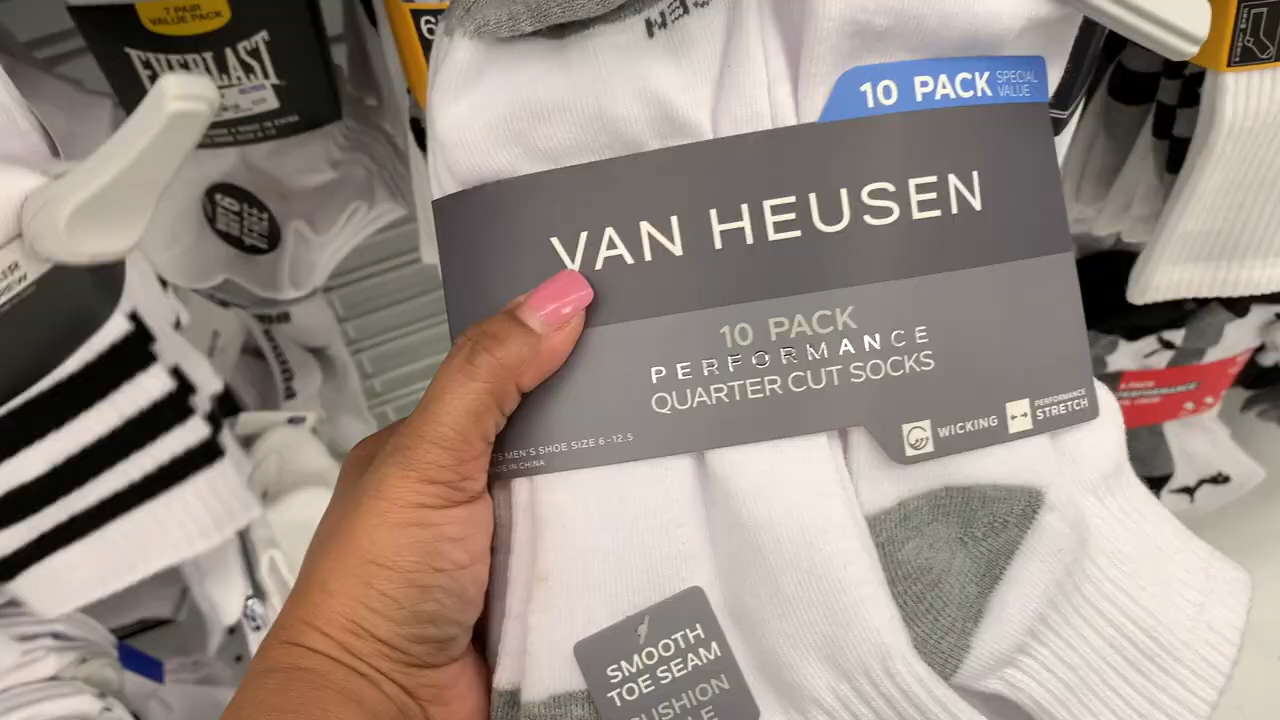 7 PAIR
VALUE PACK
EVERLAST
10 PACK SPECIAL
VALUE
VAN HEUSEN
10 PACK
PERFORMANCE
QUARTER CUT SOCKS
WICKING
PERFORMANCE
STRETCH
MEN'S SHOE SIZE 6-12.5
IN CHINA
SMOOTH
TOE SEAM